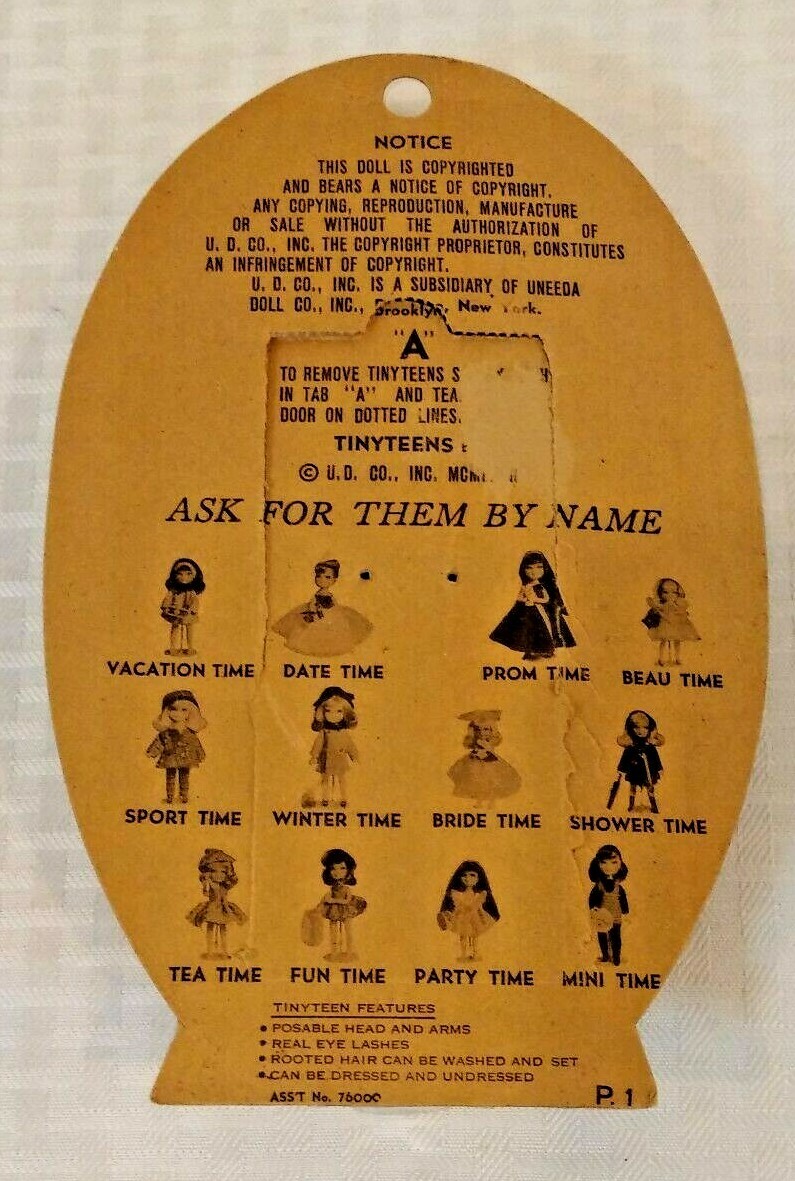 NOTICE
THIS DOLL IS COPYRIGHTED
AND BEARS A NOTICE OF COPYRIGHT.
ANY COPYING, REPRODUCTION, MANUFACTURE
OR SALE WITHOUT THE AUTHORIZATION OF
U. D. CO., INC. THE COPYRIGHT PROPRIETOR, CONSTITUTES
AN INFRINGEMENT OF COPYRIGHT.
U. D. CO., INC. IS A SUBSIDIARY OF UNEEDA
DOLL CO., INC., Brooklyn, New York.
"A"
TO REMOVE TINYTEENS
IN TAB "A" AND
DOOR ON DOTTED LINES.
TINYTEENS
© U.D. CO., INC.
ASK FOR THEM BY NAME
VACATION TIME DATE TIME PROM TIME BEAU TIME
SPORT TIME WINTER TIME BRIDE TIME SHOWER TIME
TEA TIME FUN TIME PARTY TIME MINI TIME
TINYTEEN FEATURES
• POSABLE HEAD AND ARMS
• REAL EYE LASHES
• ROOTED HAIR CAN BE WASHED AND SET
• CAN BE DRESSED AND UNDRESSED
ASS'T No. 76000 P. 1